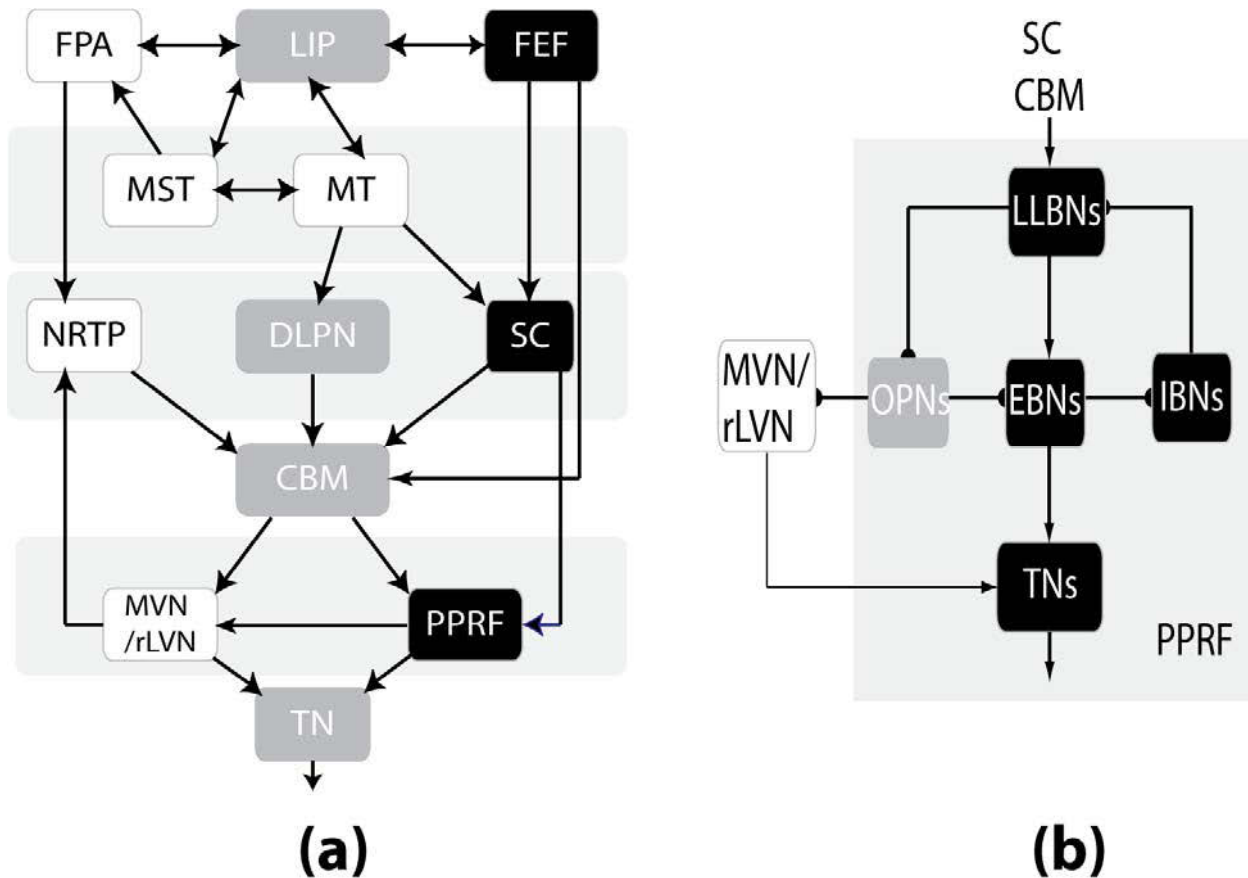 FPA
LIP
FEF
MST
MT
NRTP
DLPN
SC
CBM
MVN
/rLVN
PPRF
TN
(a)
SC
CBM
LLBNs
MVN/
rLVN
OPNs
EBNs
IBNs
TNs
PPRF
(b)